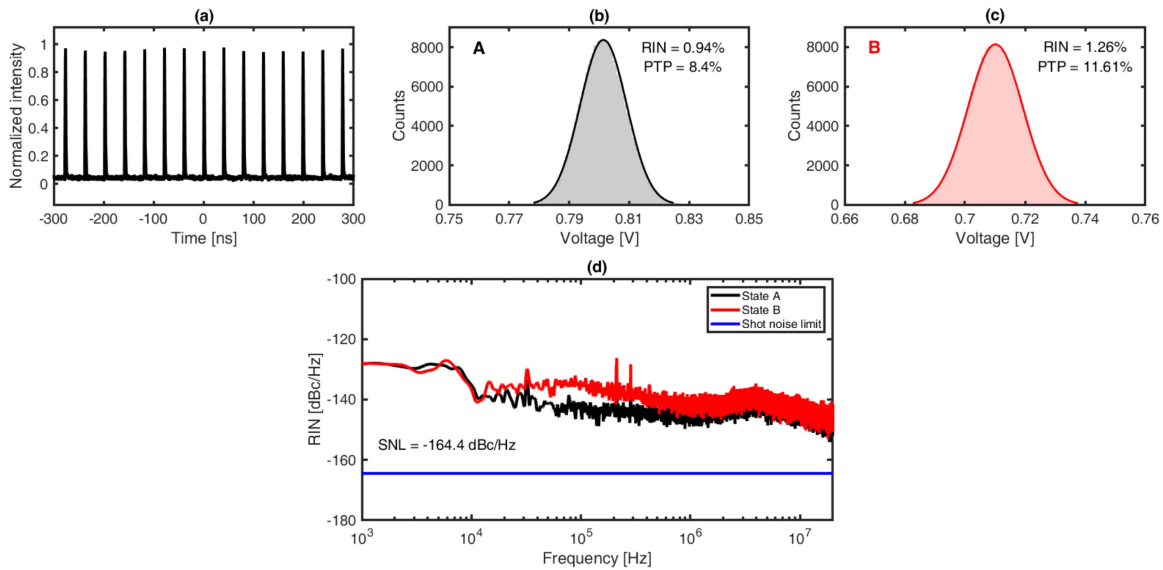 (a)
Normalized intensity
1
0.8
0.6
0.4
0.2
0
-300 -200 -100 0 100 200 300
Time [ns]
(b)
A
RIN = 0.94%
PTP = 8.4%
Counts
8000
6000
4000
2000
0
0.75 0.77 0.79 0.81 0.83 0.85
Voltage [V]
(c)
B
RIN = 1.26%
PTP = 11.61%
Counts
8000
6000
4000
2000
0
0.66 0.68 0.7 0.72 0.74 0.76
Voltage [V]
(d)
RIN [dBc/Hz]
-100
-120
-140
-160
-180
State A
State B
Shot noise limit
SNL = -164.4 dBc/Hz
10³ 10⁴ 10⁵ 10⁶ 10⁷
Frequency [Hz]